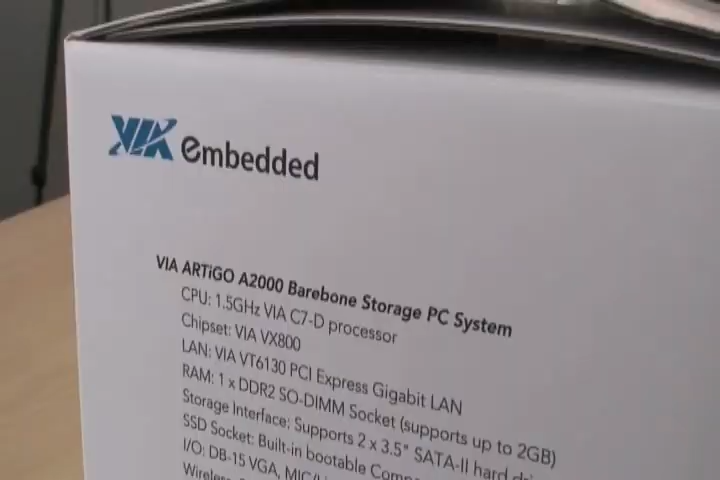 VIA embedded
VIA ARTiGO A2000 Barebone Storage PC System
CPU: 1.5GHz VIA C7-D processor
Chipset: VIA VX800
LAN: VIA VT6130 PCI Express Gigabit LAN
RAM: 1 x DDR2 SO-DIMM Socket (supports up to 2GB)
Storage Interface: Supports 2 x 3.5" SATA-II hard
SSD Socket: Built-in bootable
I/O: DB-15 VGA,